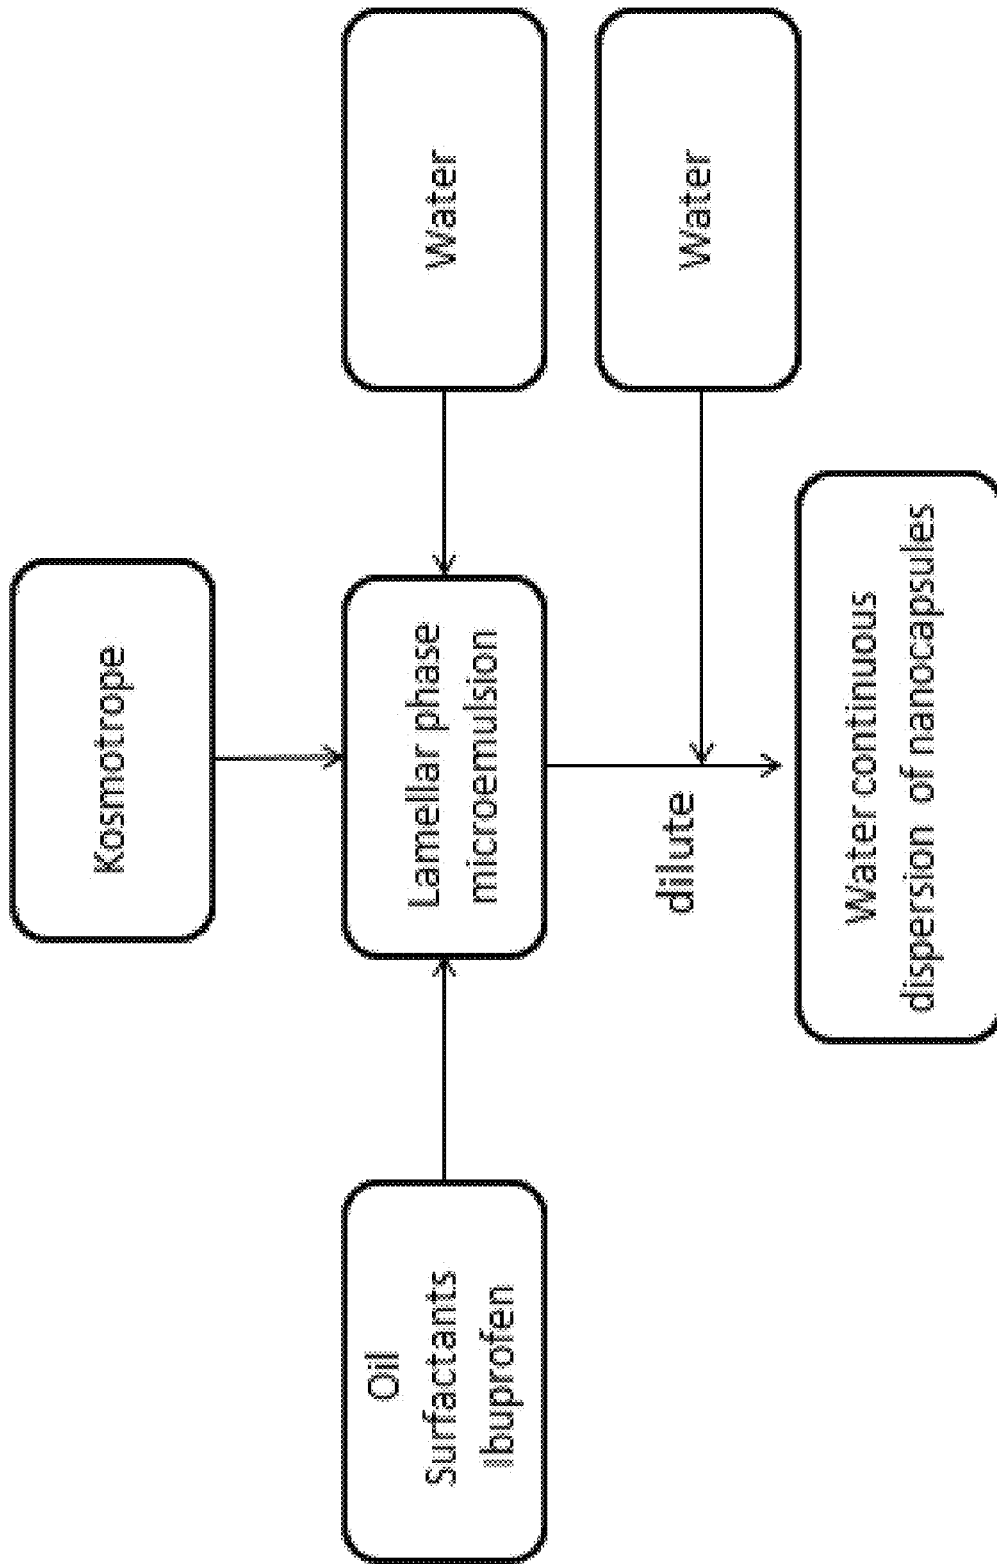 Kosmotrope
Oil
Surfactants
Ibuprofen
Lamellar phase
microemulsion
Water
dilute
Water
Water continuous
dispersion of nanocapsules